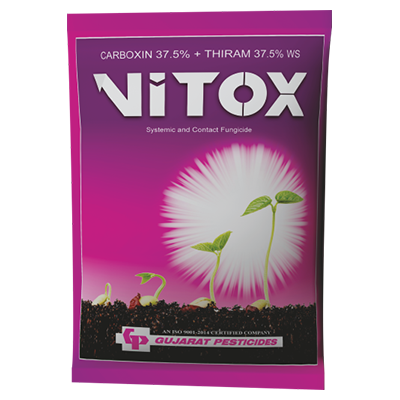 CARBOXIN 37.5% + THIRAM 37.5% WS
ViTOX
Systemic and Contact Fungicide
AN ISO 9001:2014 CERTIFIED COMPANY
GP GUJARAT PESTICIDES